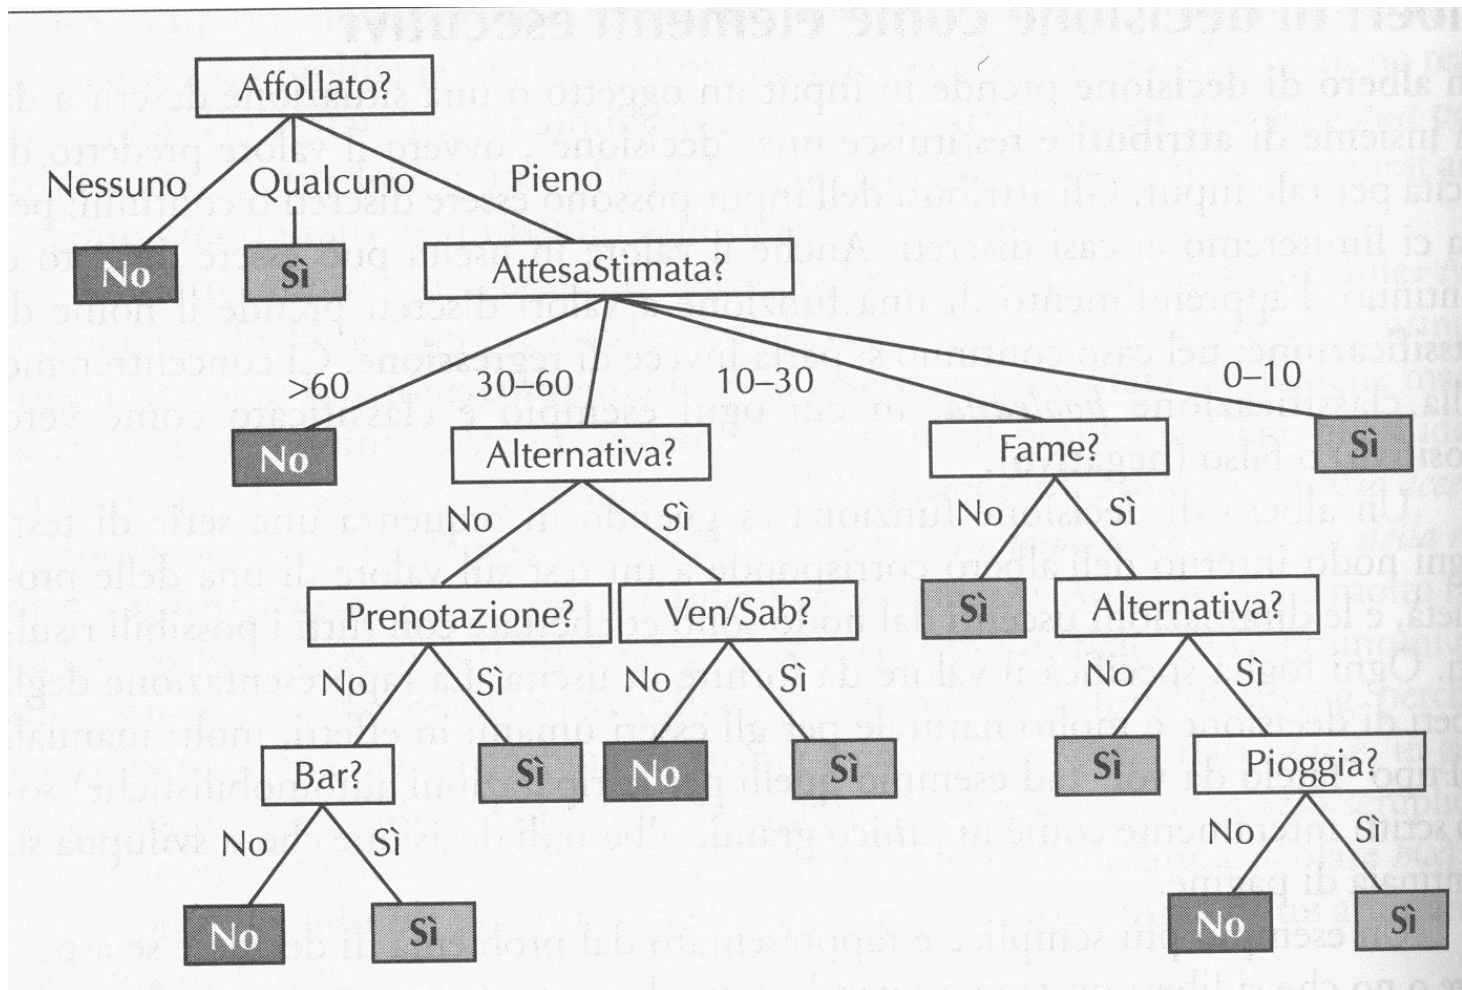 Affollato?
Nessuno Qualcuno Pieno
No Sì AttesaStimata?
>60 30–60 10–30 0–10
No Alternativa? Fame? Sì
No Sì No Sì
Prenotazione? Ven/Sab? Sì Alternativa?
No Sì No Sì No Sì
Bar? Sì No Sì Sì Pioggia?
No Sì No Sì
No Sì No Sì